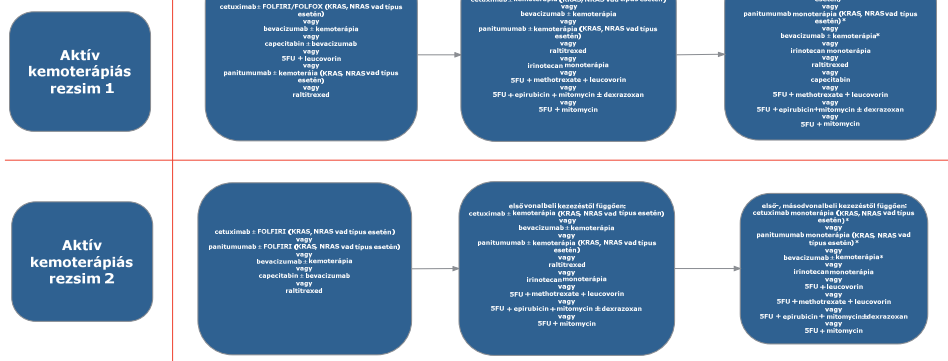 Aktív
kemoterápiás
rezsim 1
cetuximab ± FOLFIRI/FOLFOX (KRAS, NRAS vad típus
esetén)
vagy
bevacizumab ± kemoterápia
vagy
capecitabin ± bevacizumab
vagy
5FU + leucovorin
vagy
panitumumab ± kemoteráia (KRAS, NRAS vad típus
esetén)
vagy
raltitrexed
vagy
bevacizumab ± kemoterápia
vagy
panitumumab ± kemoterápia (KRAS, NRAS vad típus
esetén)
vagy
raltitrexed
vagy
irinotecan monoterápia
vagy
5FU + methotrexate + leucovorin
vagy
5FU + epirubicin + mitomycin ± dexrazoxan
vagy
5FU + mitomycin
vagy
panitumumab monoterápia (KRAS, NRAS vad típus
esetén)*
vagy
bevacizumab ± kemoterápia*
vagy
irinotecan monoterápia
vagy
raltitrexed
vagy
capecitabin
vagy
5FU + methotrexate + leucovorin
vagy
5FU + epirubicin+mitomycin ± dexrazoxan
vagy
5FU + mitomycin
Aktív
kemoterápiás
rezsim 2
cetuximab ± FOLFIRI (KRAS, NRAS vad típus esetén)
vagy
panitumumab ± FOLFIRI (KRAS, NRAS vad típus esetén)
vagy
bevacizumab ± kemoterápia
vagy
capecitabin ± bevacizumab
vagy
raltitrexed
első vonalbeli kezezéstől függően:
cetuximab ± kemoterápia (KRAS, NRAS vad típus esetén)
vagy
bevacizumab ± kemoterápia
vagy
panitumumab ± kemoterápia (KRAS, NRAS vad típus
esetén)
vagy
raltitrexed
vagy
irinotecan monoterápia
vagy
5FU + methotrexate + leucovorin
vagy
5FU + epirubicin + mitomycin ± dexrazoxan
vagy
5FU + mitomycin
első-, másodvonalbeli kezezéstől függően:
cetuximab monoterápia (KRAS, NRAS vad típus
esetén)*
vagy
panitumumab monoterápia (KRAS, NRAS vad
típus esetén)*
vagy
bevacizumab ± kemoterápia*
vagy
irinotecan monoterápia
vagy
5FU + leucovorin
vagy
5FU + methotrexate + leucovorin
vagy
5FU + epirubicin + mitomycin±dexrazoxan
vagy
5FU + mitomycin